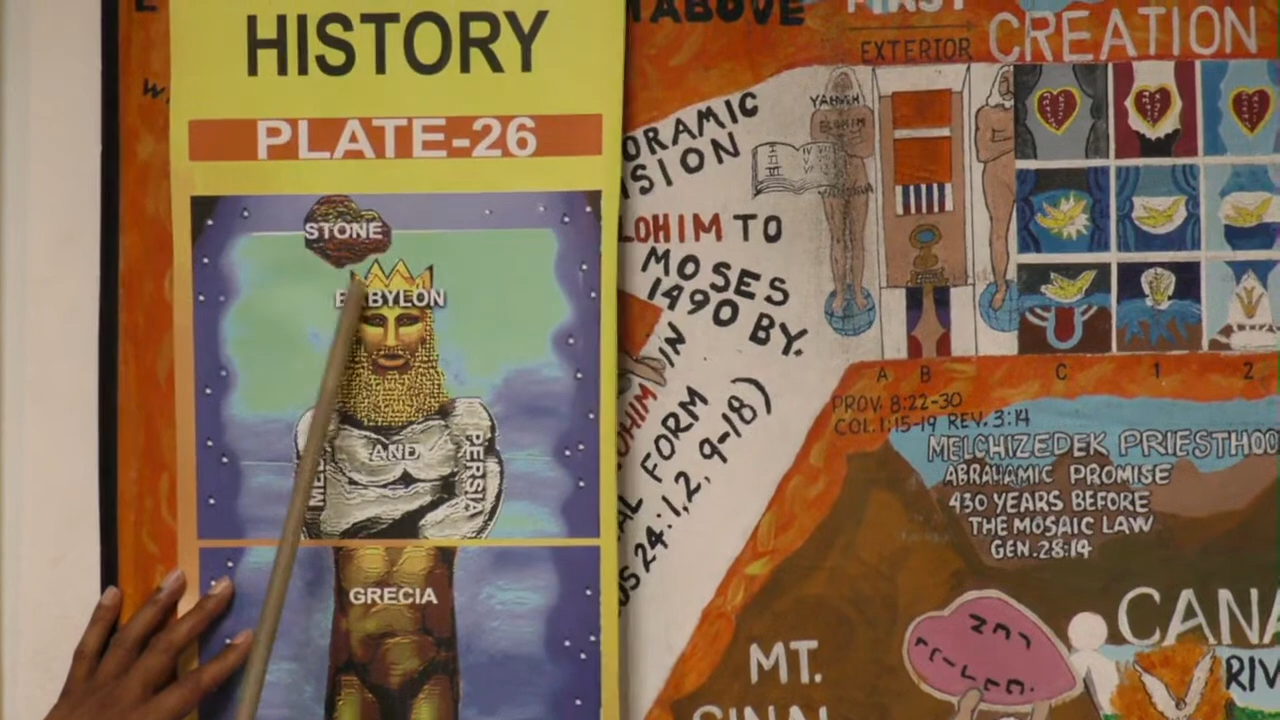 HISTORY
PLATE-26
STONE
BABYLON
AND
PERSIA
GRECIA
ABOVE
FIRST
EXTERIOR
CREATION
YAHWEH
ELOHIM
ORAMIC
ISION
LOHIM TO
MOSES
1490 BY.
IN
FORM
24:1,2, 9-18)
A B C 1 2
PROV. 8:22-30
COL. 1:15-19 REV. 3:14
MELCHIZEDEK PRIESTHOO
ABRAHAMIC PROMISE
430 YEARS BEFORE
THE MOSAIC LAW
GEN. 28:14
MT.
SINAI
CANA
RIV